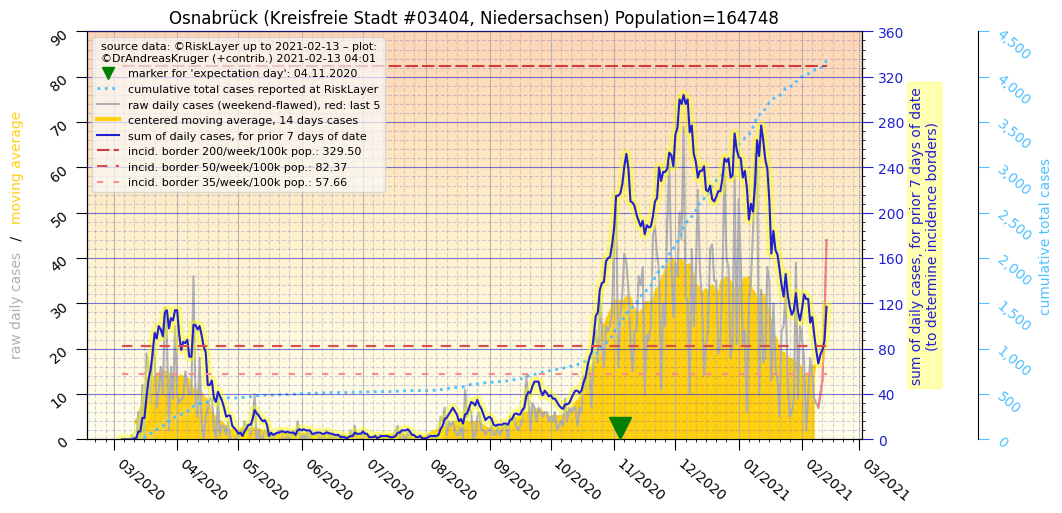 Osnabrück (Kreisfreie Stadt #03404, Niedersachsen) Population=164748
source data: ©RiskLayer up to 2021-02-13 – plot:
©DrAndreasKruger (+contrib.) 2021-02-13 04:01
marker for 'expectation day': 04.11.2020
cumulative total cases reported at RiskLayer
raw daily cases (weekend-flawed), red: last 5
centered moving average, 14 days cases
sum of daily cases, for prior 7 days of date
incid. border 200/week/100k pop.: 329.50
incid. border 50/week/100k pop.: 82.37
incid. border 35/week/100k pop.: 57.66
raw daily cases / moving average
90
80
70
60
50
40
30
20
10
0
03/2020
04/2020
05/2020
06/2020
07/2020
08/2020
09/2020
10/2020
11/2020
12/2020
01/2021
02/2021
03/2021
360
320
280
240
200
160
120
80
40
0
sum of daily cases, for prior 7 days of date
(to determine incidence borders)
4,500
4,000
3,500
3,000
2,500
2,000
1,500
1,000
500
0
cumulative total cases